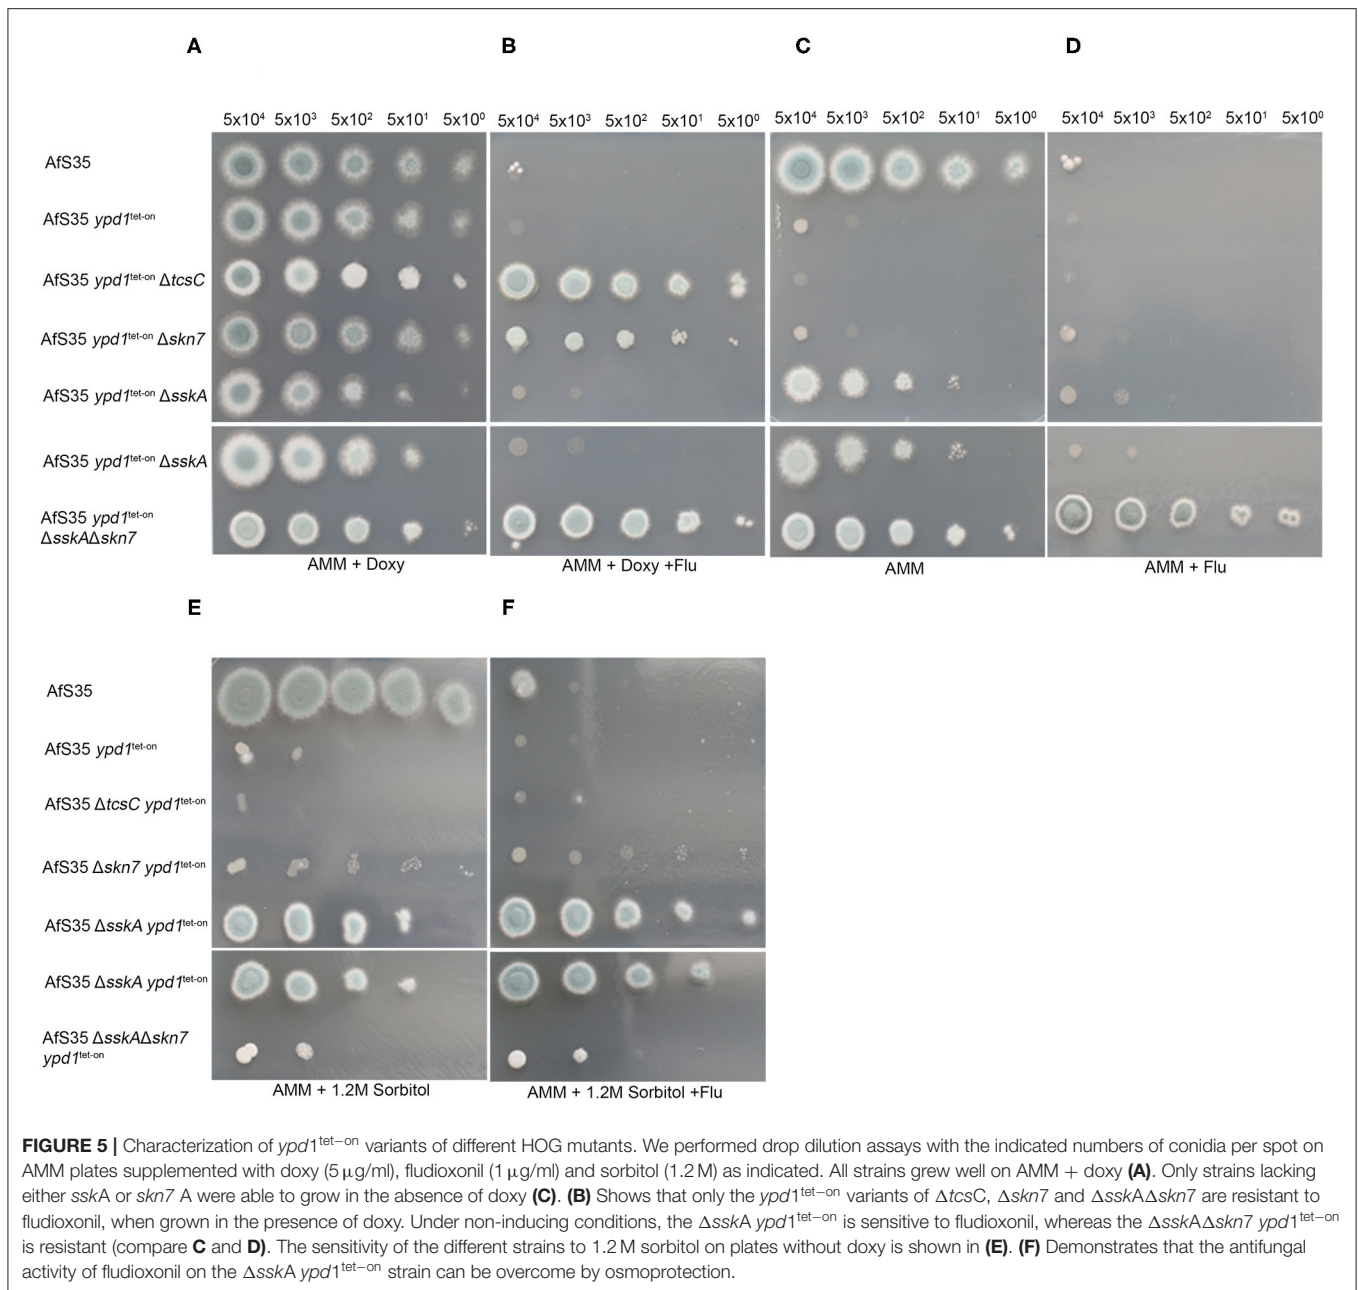 A B C D
5x10⁴ 5x10³ 5x10² 5x10¹ 5x10⁰ 5x10⁴ 5x10³ 5x10² 5x10¹ 5x10⁰ 5x10⁴ 5x10³ 5x10² 5x10¹ 5x10⁰ 5x10⁴ 5x10³ 5x10² 5x10¹ 5x10⁰
AfS35
AfS35 ypd1tet-on
AfS35 ypd1tet-on ΔtcsC
AfS35 ypd1tet-on Δskn7
AfS35 ypd1tet-on ΔsskA
AfS35 ypd1tet-on ΔsskA
AfS35 ypd1tet-on
ΔsskAΔskn7
AMM + Doxy AMM + Doxy +Flu AMM AMM + Flu
E F
AfS35
AfS35 ypd1tet-on
AfS35 ΔtcsC ypd1tet-on
AfS35 Δskn7 ypd1tet-on
AfS35 ΔsskA ypd1tet-on
AfS35 ΔsskA ypd1tet-on
AfS35 ΔsskAΔskn7
ypd1tet-on
AMM + 1.2M Sorbitol AMM + 1.2M Sorbitol +Flu
FIGURE 5 | Characterization of ypd1tet−on variants of different HOG mutants. We performed drop dilution assays with the indicated numbers of conidia per spot on
AMM plates supplemented with doxy (5 μg/ml), fludioxonil (1 μg/ml) and sorbitol (1.2 M) as indicated. All strains grew well on AMM + doxy (A). Only strains lacking
either sskA or skn7 A were able to grow in the absence of doxy (C). (B) Shows that only the ypd1tet−on variants of ΔtcsC, Δskn7 and ΔsskAΔskn7 are resistant to
fludioxonil, when grown in the presence of doxy. Under non-inducing conditions, the ΔsskA ypd1tet−on is sensitive to fludioxonil, whereas the ΔsskAΔskn7 ypd1tet−on
is resistant (compare C and D). The sensitivity of the different strains to 1.2 M sorbitol on plates without doxy is shown in (E). (F) Demonstrates that the antifungal
activity of fludioxonil on the ΔsskA ypd1tet−on strain can be overcome by osmoprotection.